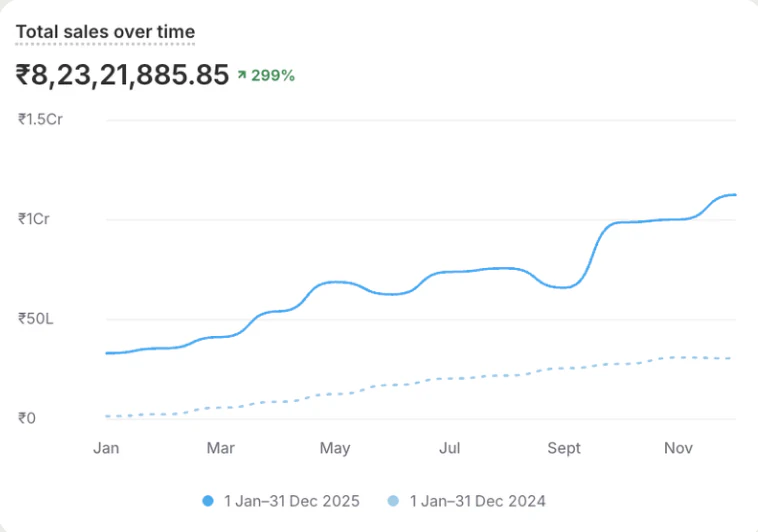 Total sales over time
₹8,23,21,885.85 ↗ 299%
₹1.5Cr
₹1Cr
₹50L
₹0
Jan Mar May Jul Sept Nov
1 Jan–31 Dec 2025 1 Jan–31 Dec 2024